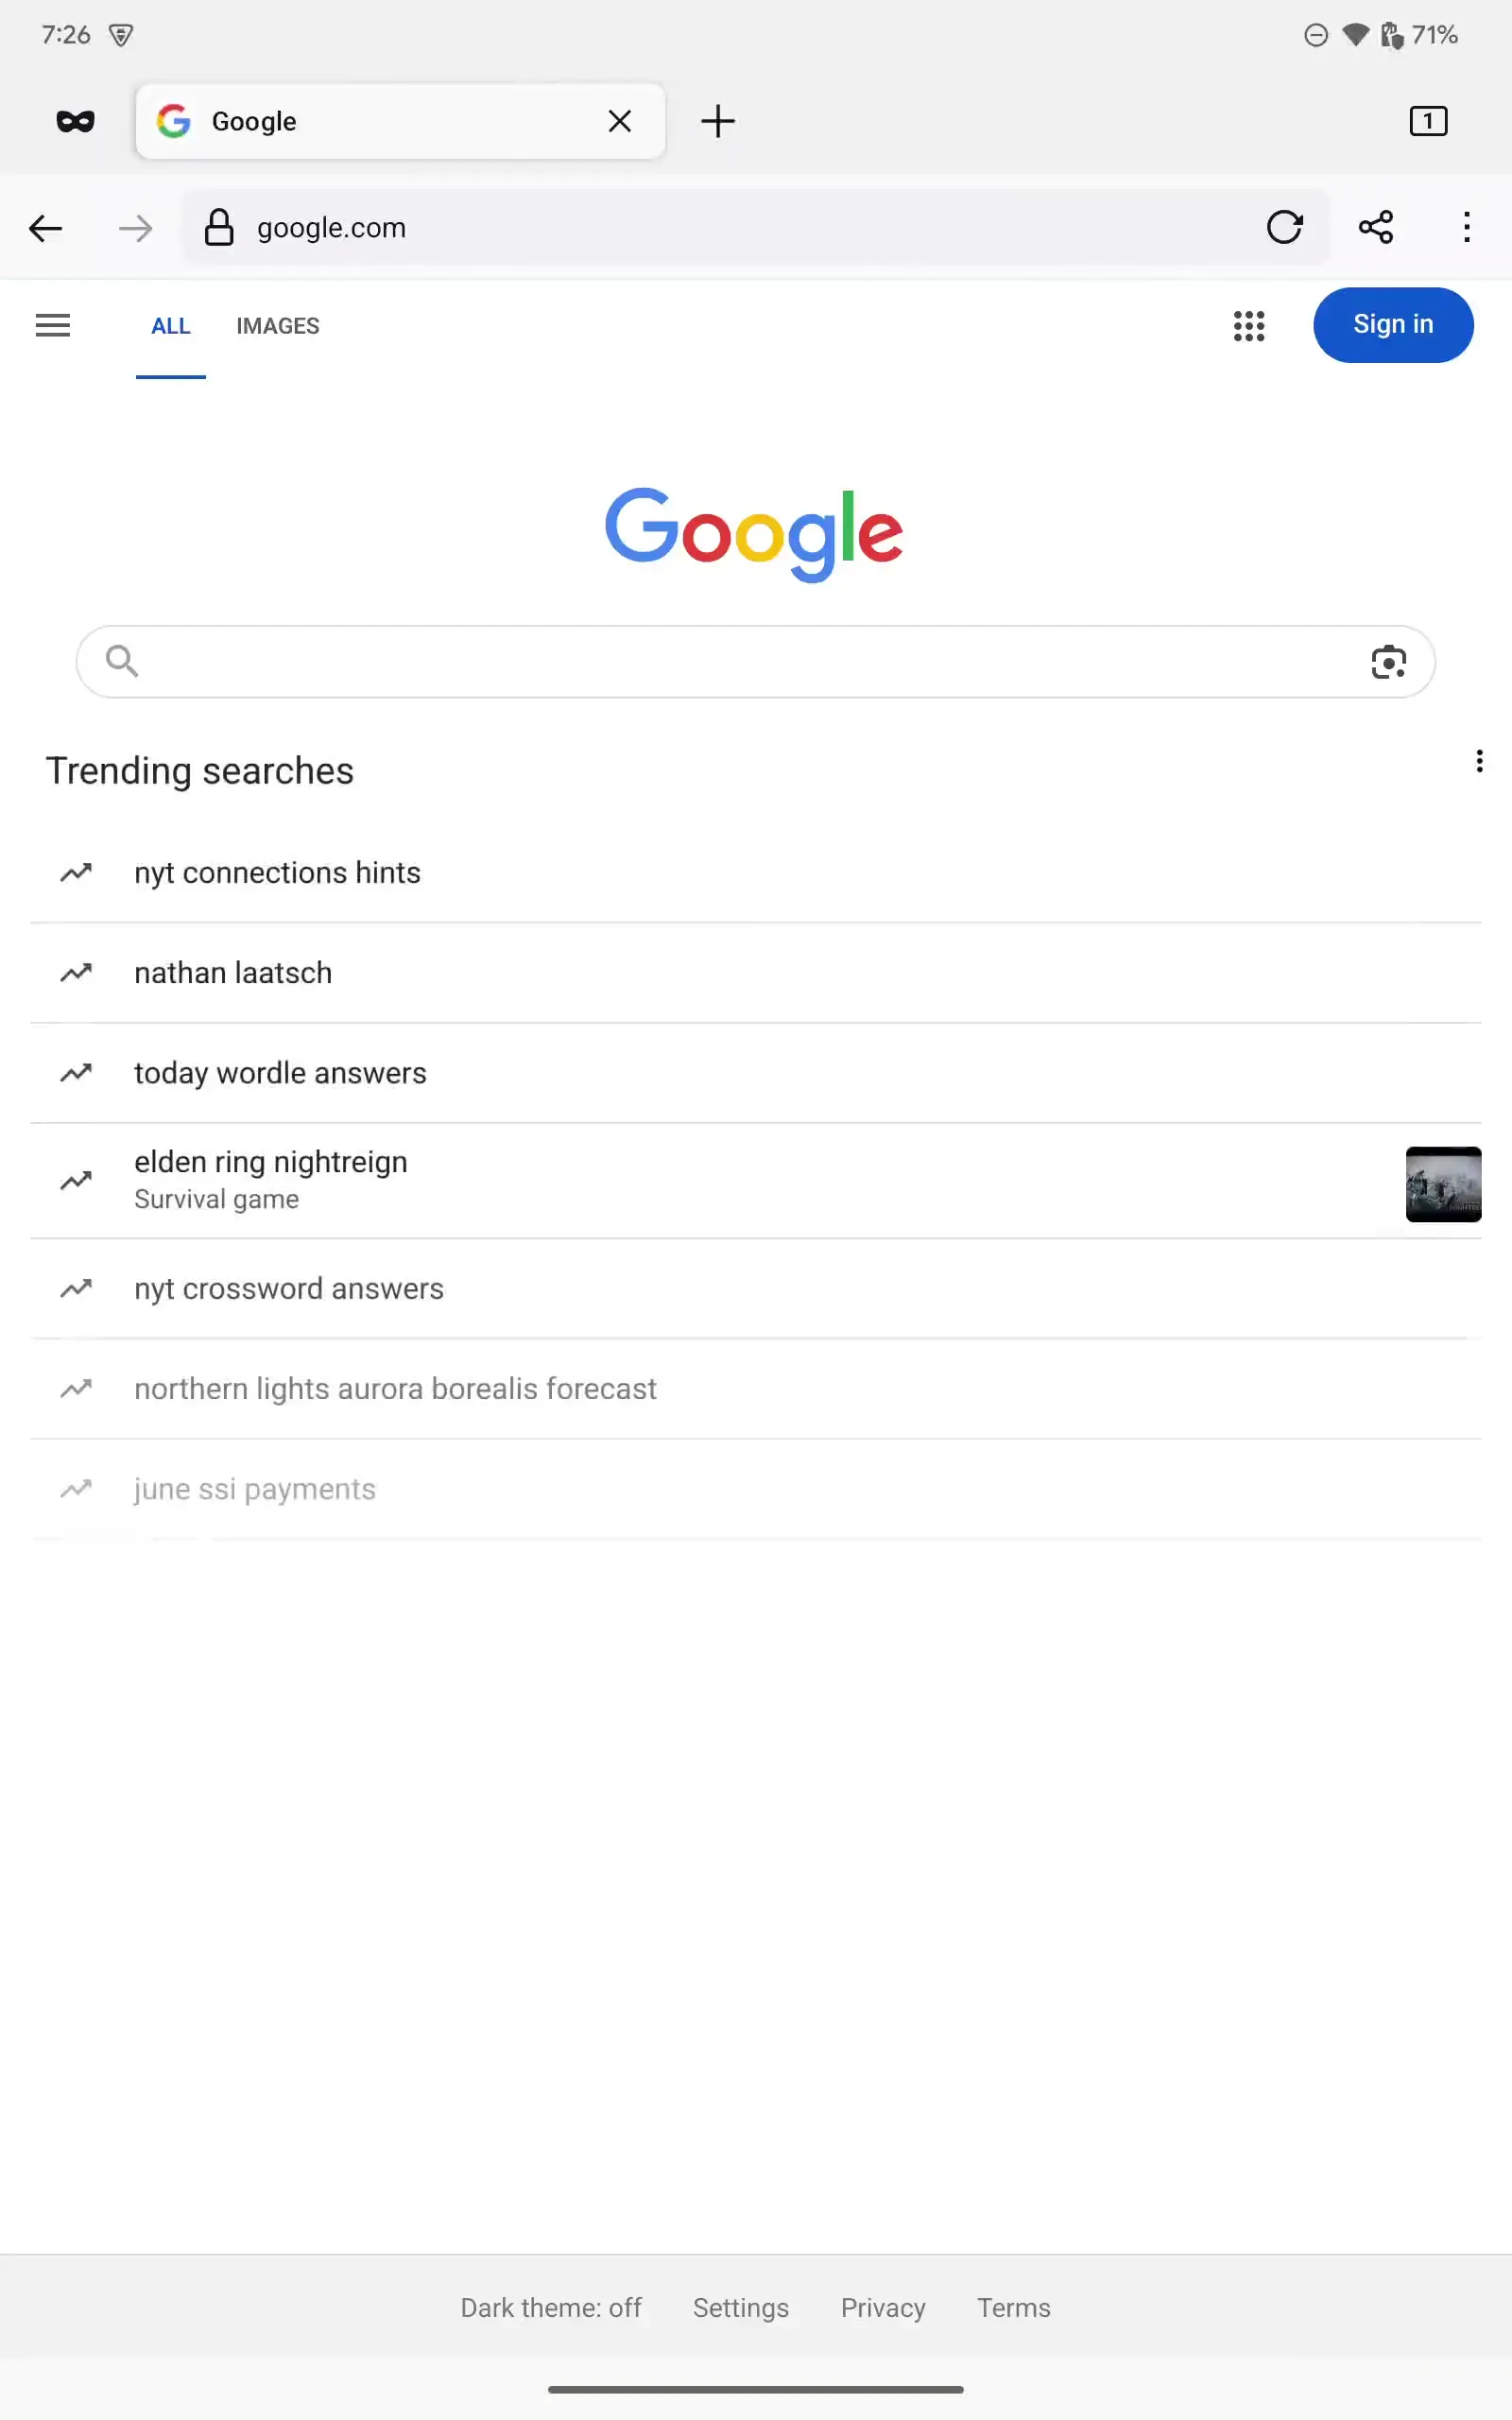 7:26
71%
Google
1
google.com
ALL IMAGES
Sign in
Google
Trending searches
nyt connections hints
nathan laatsch
today wordle answers
elden ring nightreign
Survival game
nyt crossword answers
northern lights aurora borealis forecast
june ssi payments
Dark theme: off Settings Privacy Terms